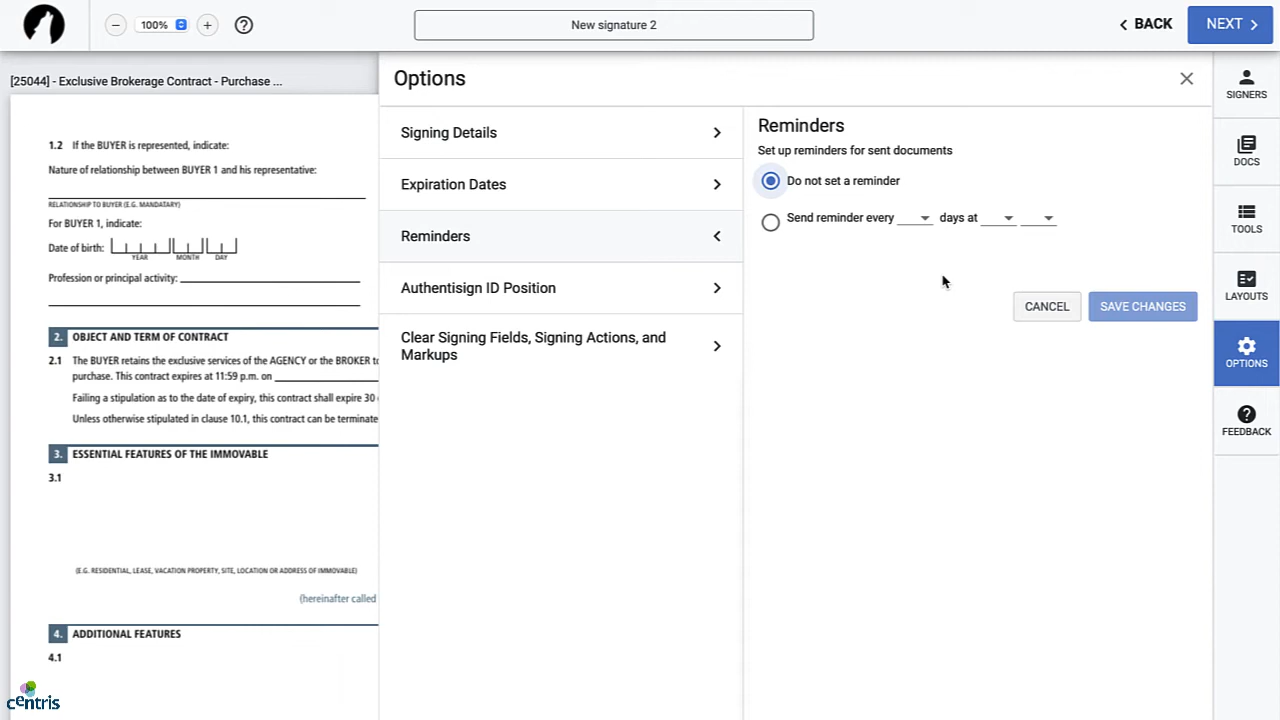 100%
New signature 2
BACK
NEXT
[25044] - Exclusive Brokerage Contract - Purchase ...
1.2 If the BUYER is represented, indicate:
Nature of relationship between BUYER 1 and his representative:
RELATIONSHIP TO BUYER (E.G. MANDATARY)
For BUYER 1, indicate:
Date of birth:
YEAR MONTH DAY
Profession or principal activity:
2. OBJECT AND TERM OF CONTRACT
2.1 The BUYER retains the exclusive services of the AGENCY or the BROKER to
purchase. This contract expires at 11:59 p.m. on
Failing a stipulation as to the date of expiry, this contract shall expire 30
Unless otherwise stipulated in clause 10.1, this contract can be terminate
3. ESSENTIAL FEATURES OF THE IMMOVABLE
3.1
(E.G. RESIDENTIAL, LEASE, VACATION PROPERTY, SITE, LOCATION OR ADDRESS OF IMMOVABLE)
(hereinafter called
4. ADDITIONAL FEATURES
4.1
centris
Options
Signing Details
Expiration Dates
Reminders
Authentisign ID Position
Clear Signing Fields, Signing Actions, and
Markups
Reminders
Set up reminders for sent documents
Do not set a reminder
Send reminder every days at
CANCEL
SAVE CHANGES
SIGNERS
DOCS
TOOLS
LAYOUTS
OPTIONS
FEEDBACK